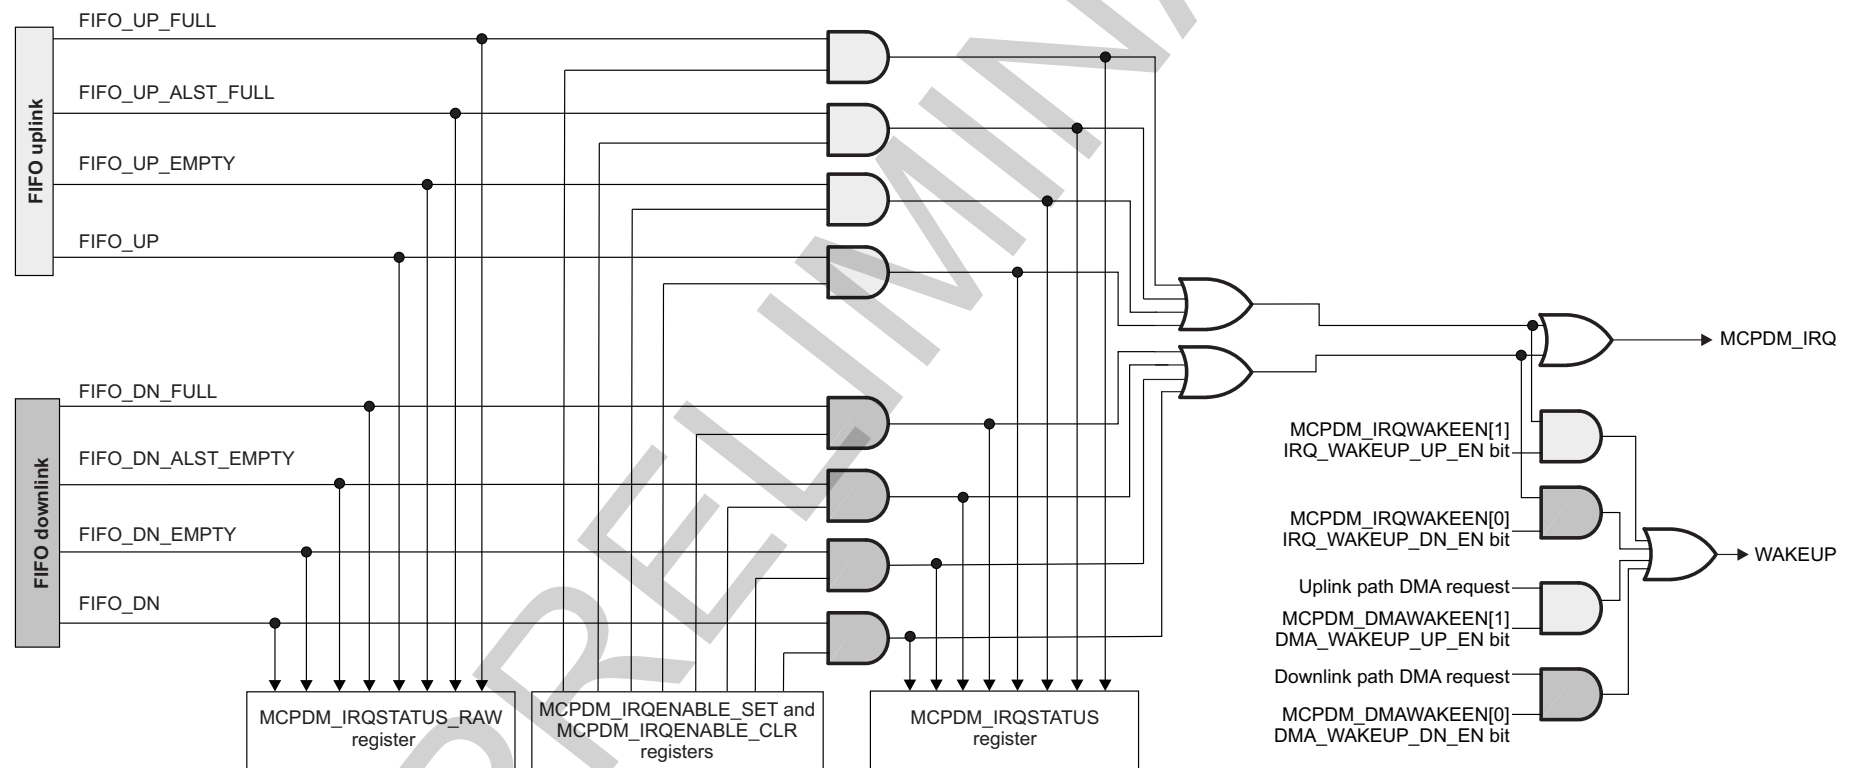 FIFO uplink
FIFO_UP_FULL
FIFO_UP_ALST_FULL
FIFO_UP_EMPTY
FIFO_UP
FIFO downlink
FIFO_DN_FULL
FIFO_DN_ALST_EMPTY
FIFO_DN_EMPTY
FIFO_DN
MCPDM_IRQSTATUS_RAW
register
MCPDM_IRQENABLE_SET and
MCPDM_IRQENABLE_CLR
registers
MCPDM_IRQSTATUS
register
MCPDM_IRQ
MCPDM_IRQWAKEEN[1]
IRQ_WAKEUP_UP_EN bit
MCPDM_IRQWAKEEN[0]
IRQ_WAKEUP_DN_EN bit
Uplink path DMA request
MCPDM_DMAWAKEEN[1]
DMA_WAKEUP_UP_EN bit
Downlink path DMA request
MCPDM_DMAWAKEEN[0]
DMA_WAKEUP_DN_EN bit
WAKEUP
PRELIMINA